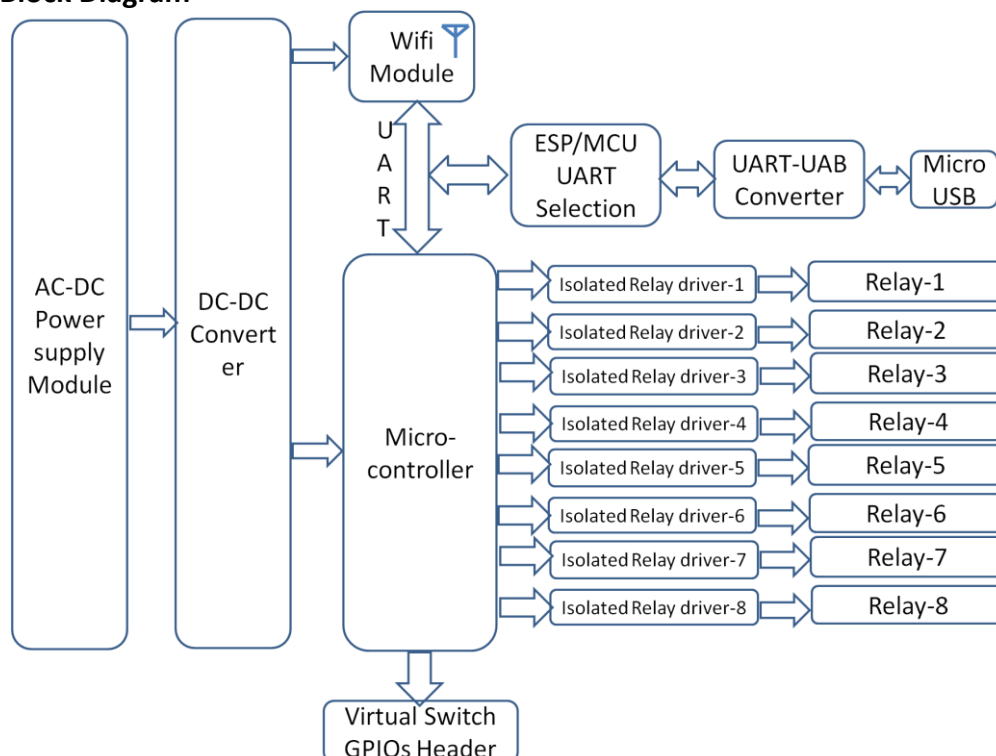 Block Diagram
AC-DC
Power
supply
Module
DC-DC
Convert
er
Wifi
Module
U
A
R
T
ESP/MCU
UART
Selection
UART-UAB
Converter
Micro
USB
Micro-
controller
Isolated Relay driver-1
Relay-1
Isolated Relay driver-2
Relay-2
Isolated Relay driver-3
Relay-3
Isolated Relay driver-4
Relay-4
Isolated Relay driver-5
Relay-5
Isolated Relay driver-6
Relay-6
Isolated Relay driver-7
Relay-7
Isolated Relay driver-8
Relay-8
Virtual Switch
GPIOs Header